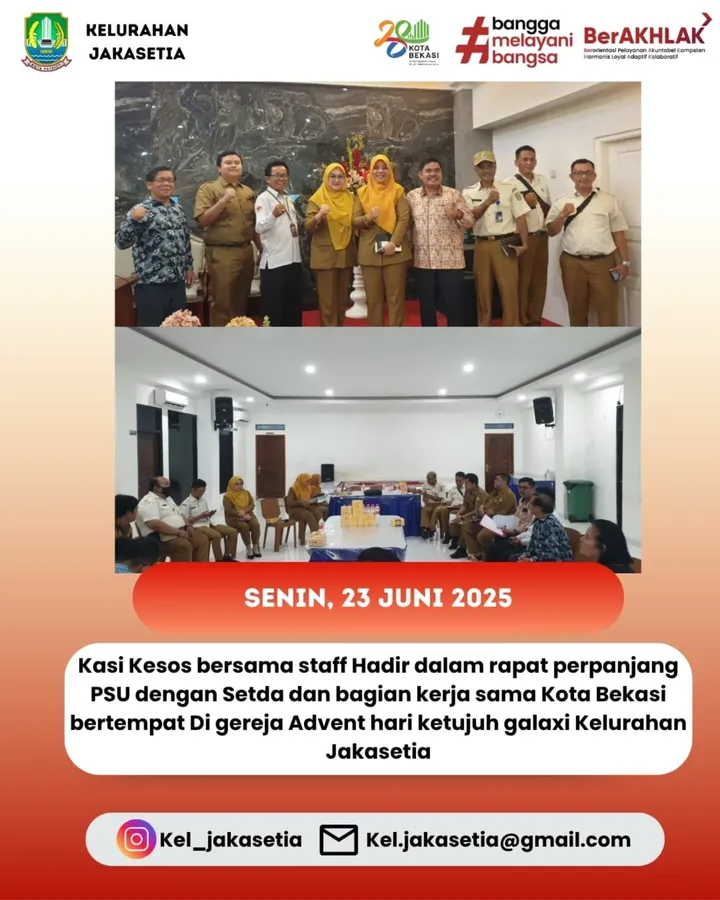 KELURAHAN
JAKASETIA
28 KOTA
BEKASI
#bangga
melayani
bangsa
BerAKHLAK
Berorientasi Pelayanan Akuntabel Kompeten
Harmonis Loyal Adaptif Kolaboratif
SENIN, 23 JUNI 2025
Kasi Kesos bersama staff Hadir dalam rapat perpanjang
PSU dengan Setda dan bagian kerja sama Kota Bekasi
bertempat Di gereja Advent hari ketujuh galaxi Kelurahan
Jakasetia
Kel_jakasetia Kel.jakasetia@gmail.com